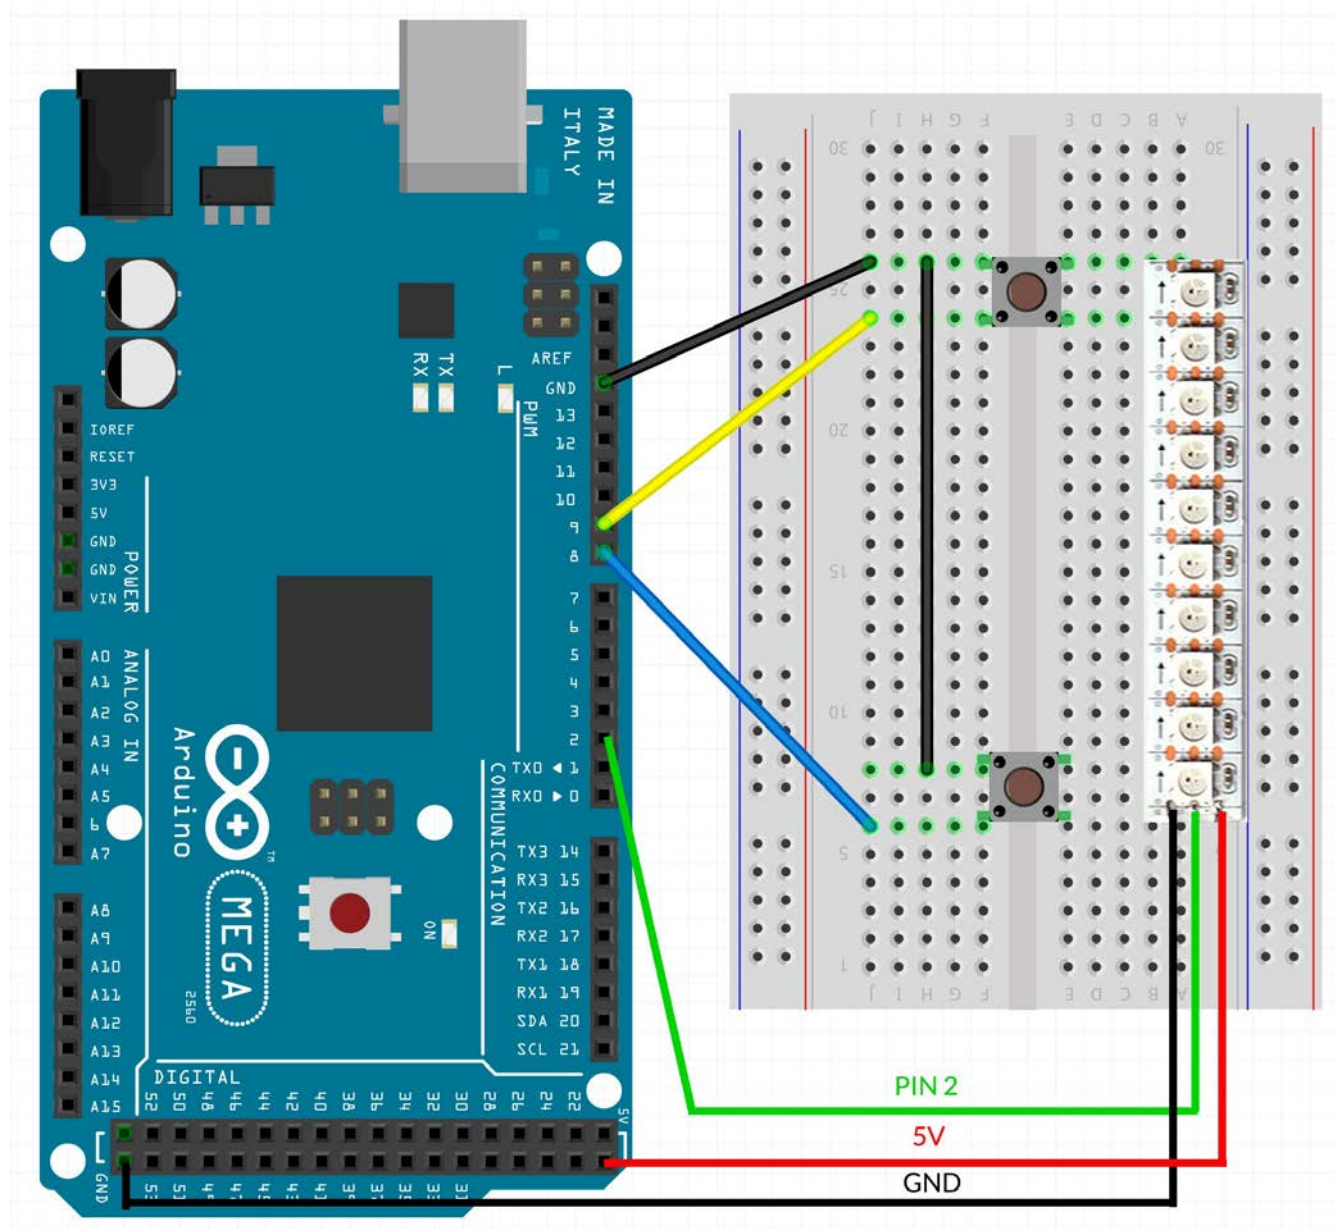 MADE IN
ITALY
RX
TX
L
PWM
AREF
GND
13
12
11
10
9
8
7
6
5
4
3
2
TX0 ◄ 1
RX0 ► 0
IOREF
RESET
3V3
5V
GND
GND
VIN
POWER
A0
A1
A2
A3
A4
A5
6
A7
ANALOG IN
A8
A9
A10
A11
A12
A13
A14
A15
Arduino
TM
MEGA
2560
ON
COMMUNICATION
TX3 14
RX3 15
TX2 16
RX2 17
TX1 18
RX1 19
SDA 20
SCL 21
DIGITAL
52 50 48 46 44 42 40 38 36 34 32 30 28 26 24 22
5V
GND
J I H G F E D C B A
30 30
25
20
15
10
5
1
J I H G F E D C B A
PIN 2
5V
GND